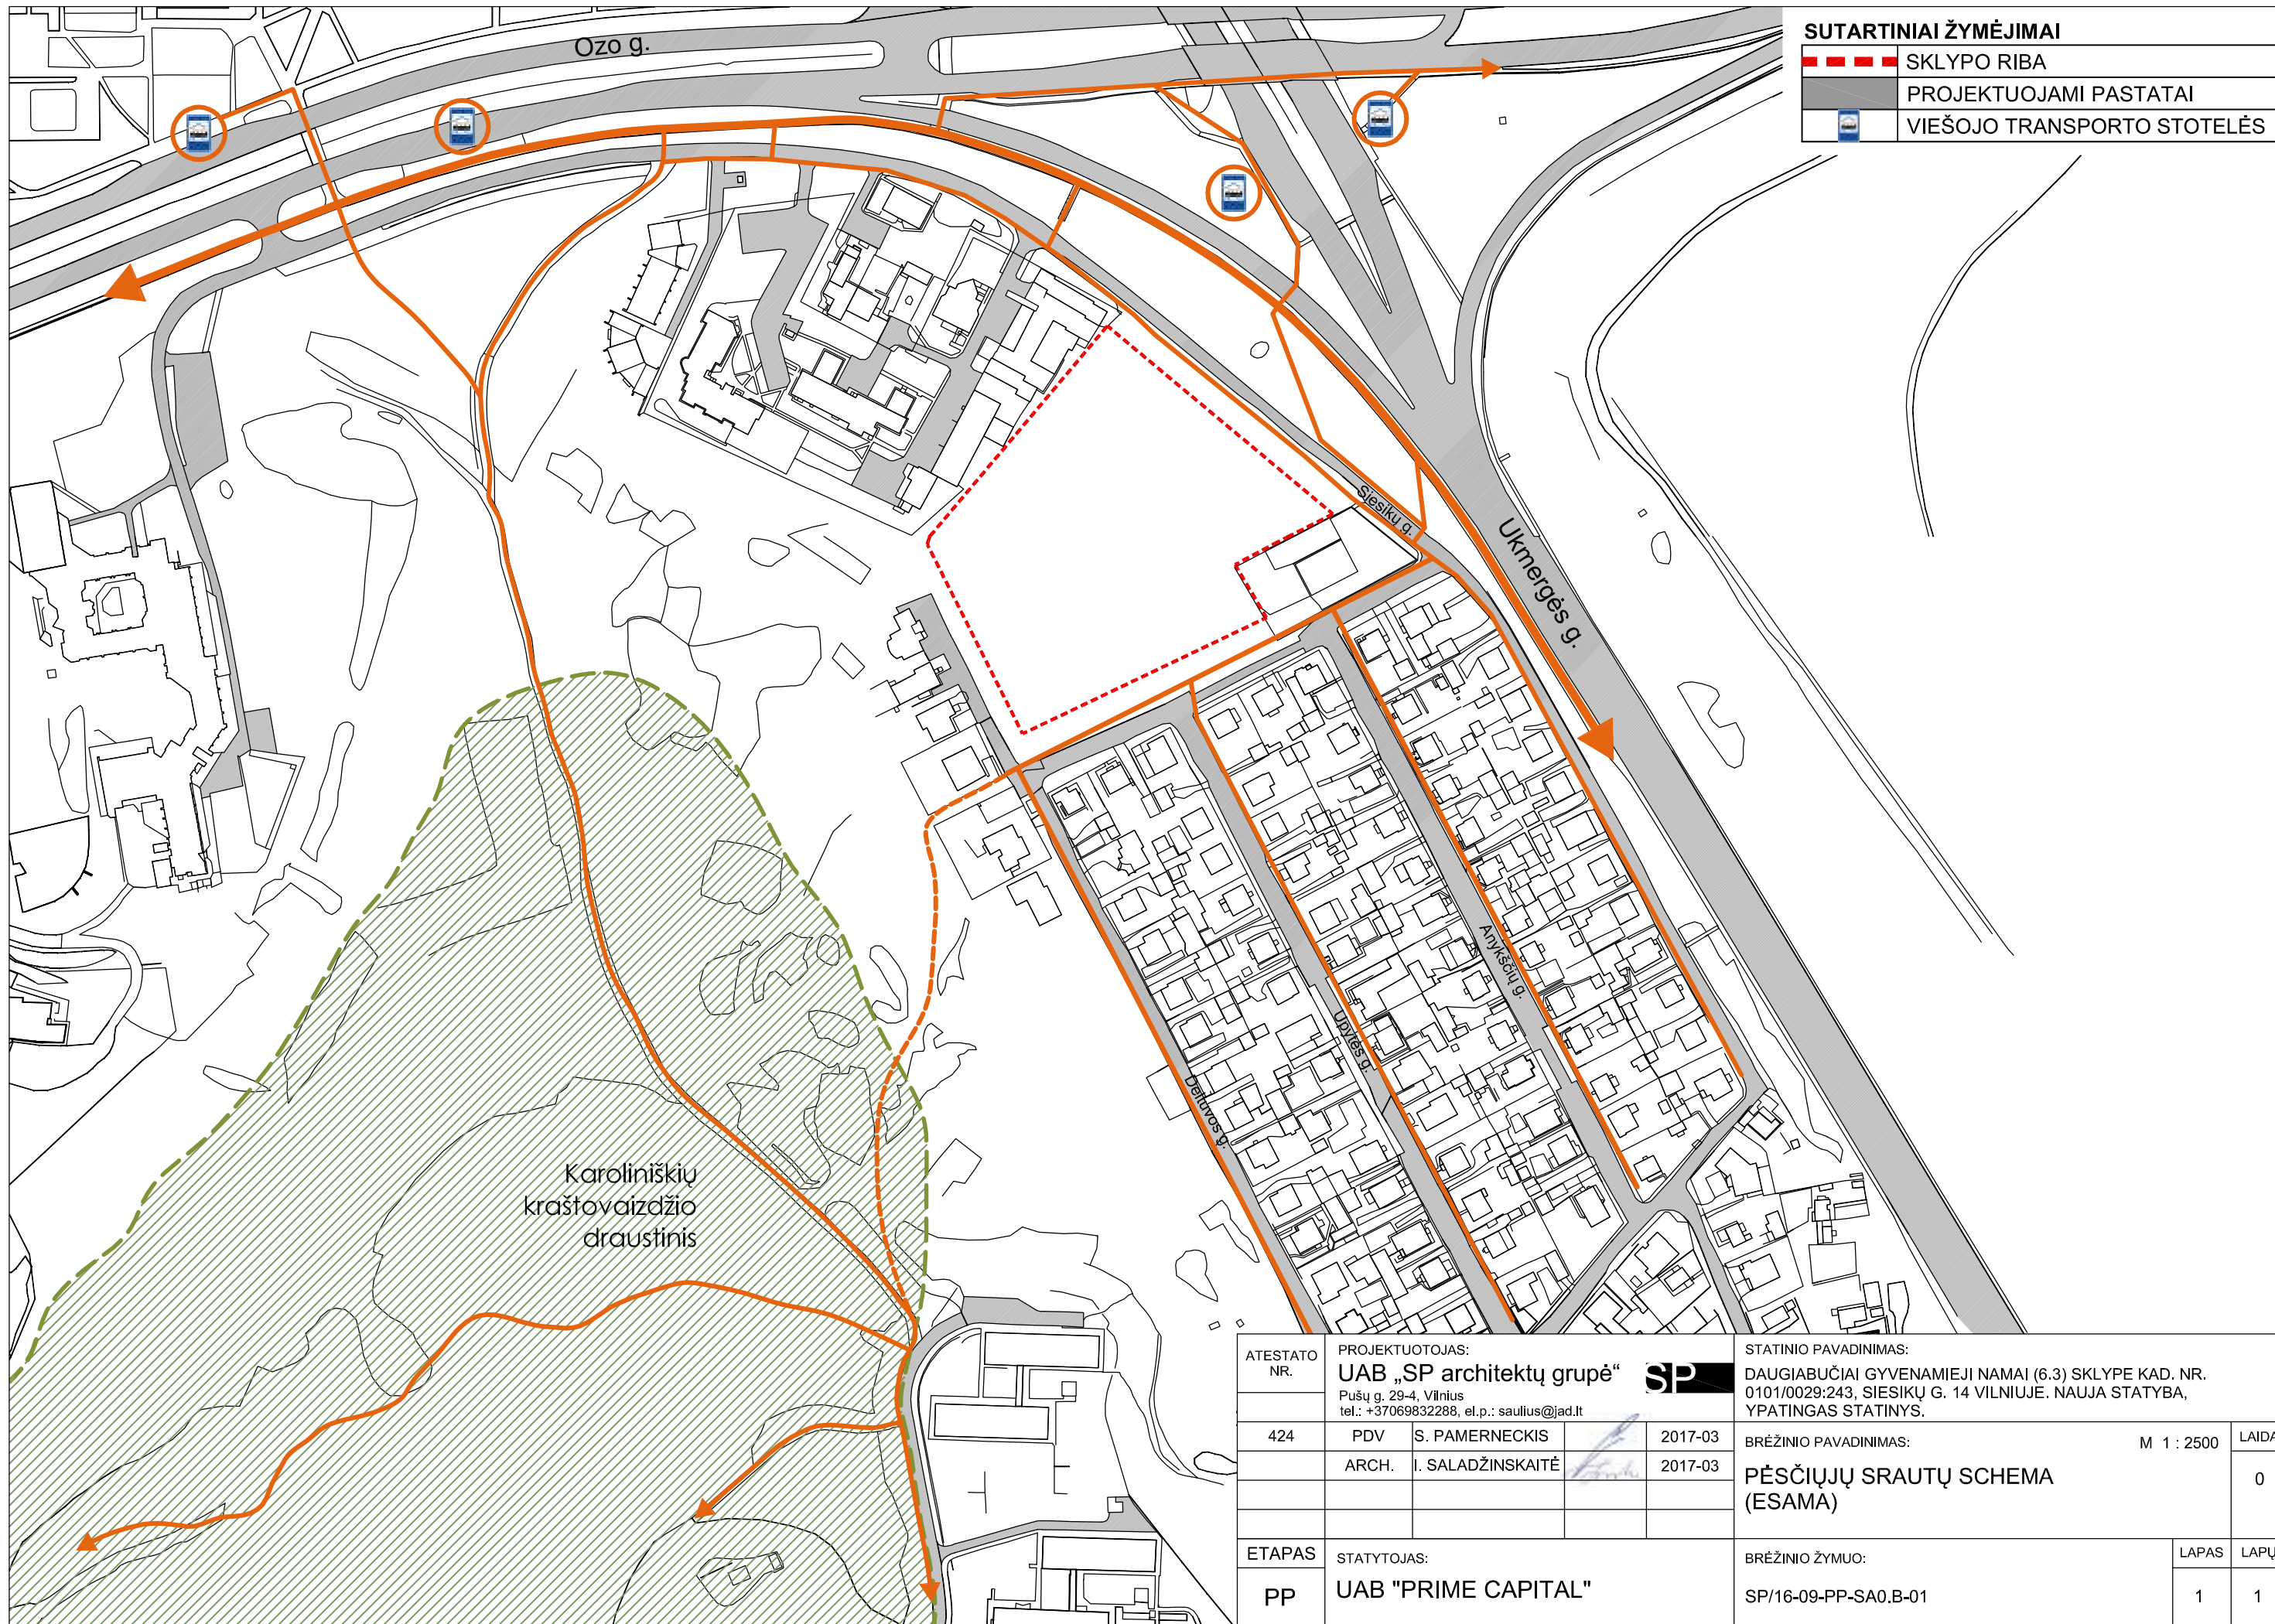 Ozo g.
SUTARTINIAI ŽYMĖJIMAI
SKLYPO RIBA
PROJEKTUOJAMI PASTATAI
VIEŠOJO TRANSPORTO STOTELĖS
Siesikų g.
Ukmergės g.
Anykščių g.
Upytės g.
Deltuvos g.
Karoliniškių
kraštovaizdžio
draustinis
ATESTATO
NR.
PROJEKTUOTOJAS:
UAB „SP architektų grupė“
SP
Pušų g. 29-4, Vilnius
tel.: +37069832288, el.p.: saulius@jad.lt
STATINIO PAVADINIMAS:
DAUGIABUČIAI GYVENAMIEJI NAMAI (6.3) SKLYPE KAD. NR.
0101/0029:243, SIESIKŲ G. 14 VILNIUJE. NAUJA STATYBA,
YPATINGAS STATINYS.
424 PDV S. PAMERNECKIS 2017-03
ARCH. I. SALADŽINSKAITĖ 2017-03
BRĖŽINIO PAVADINIMAS: M 1 : 2500
PĖSČIŲJŲ SRAUTŲ SCHEMA
(ESAMA)
LAIDA
0
ETAPAS
PP
STATYTOJAS:
UAB "PRIME CAPITAL"
BRĖŽINIO ŽYMUO:
SP/16-09-PP-SA0.B-01
LAPAS LAPŲ
1 1